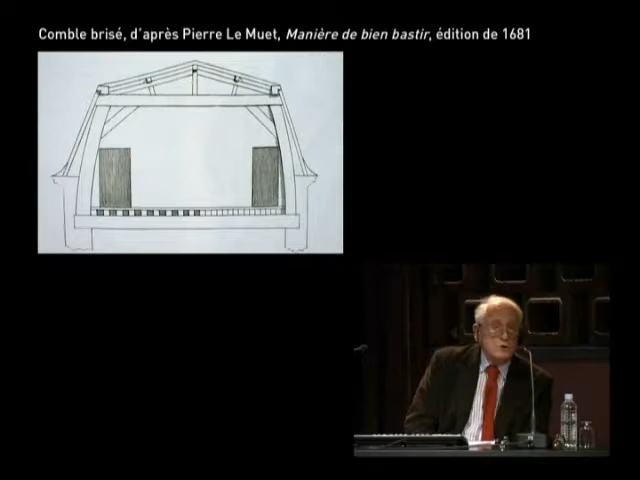 Comble brisé, d'après Pierre Le Muet, Manière de bien bastir, édition de 1681